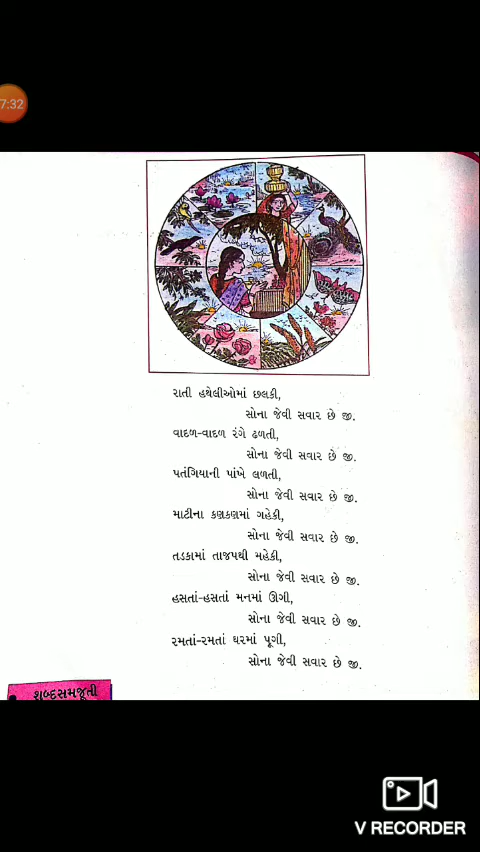 7:32
રાતી હથેલીઓમાં છલકી,
સોના જેવી સવાર છે જી.
વાદળ-વાદળ રંગે ઢળતી,
સોના જેવી સવાર છે જી.
પતંગિયાની પાંખે લળતી,
સોના જેવી સવાર છે જી.
માટીના કણકણમાં ગહેકી,
સોના જેવી સવાર છે જી.
તડકામાં તાજપથી મહેકી,
સોના જેવી સવાર છે જી.
હસતાં-હસતાં મનમાં ઊગી,
સોના જેવી સવાર છે જી.
રમતાં-રમતાં ઘરમાં પૂગી,
સોના જેવી સવાર છે જી.
શબ્દસમજૂતી
V RECORDER